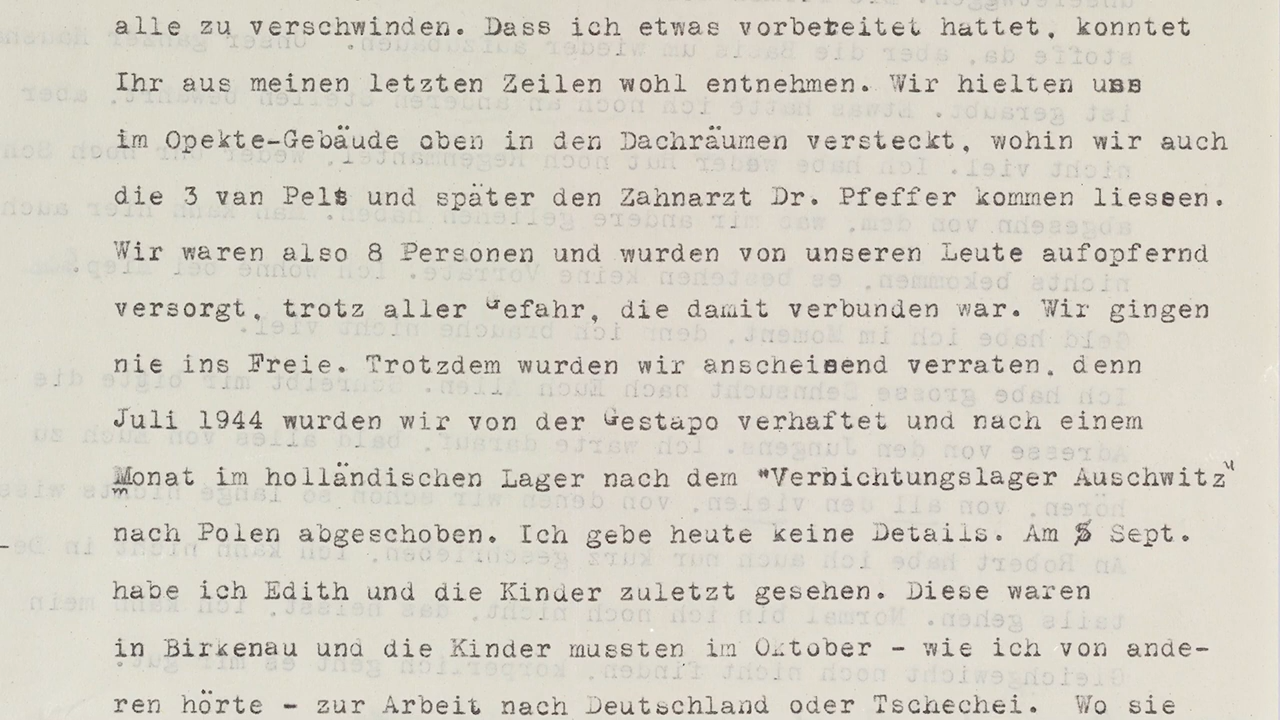 alle zu verschwinden. Dass ich etwas vorbereitet hattet, konntet
Ihr aus meinen letzten Zeilen wohl entnehmen. Wir hielten uns
im Opekte-Gebäude oben in den Dachräumen versteckt, wohin wir auch
die 3 van Pels und später den Zahnarzt Dr. Pfeffer kommen liessen.
Wir waren also 8 Personen und wurden von unseren Leute aufopfernd
versorgt, trotz aller Gefahr, die damit verbunden war. Wir gingen
nie ins Freie. Trotzdem wurden wir anscheinend verraten, denn
Juli 1944 wurden wir von der Gestapo verhaftet und nach einem
Monat im holländischen Lager nach dem "Vernichtungslager Auschwitz"
nach Polen abgeschoben. Ich gebe heute keine Details. Am 5 Sept.
habe ich Edith und die Kinder zuletzt gesehen. Diese waren
in Birkenau und die Kinder mussten im Oktober - wie ich von ande-
ren hörte - zur Arbeit nach Deutschland oder Tschechei. Wo sie